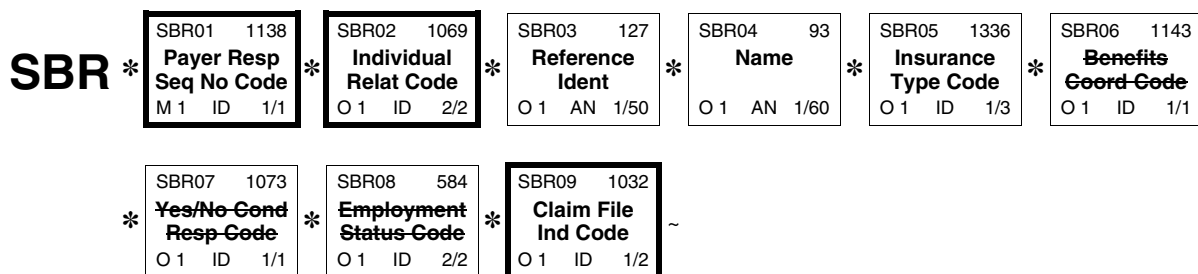 SBR * SBR01 1138 * SBR02 1069 * SBR03 127 * SBR04 93 * SBR05 1336 * SBR06 1143
Payer Resp Individual Reference Name Insurance Benefits
Seq No Code Relat Code Ident Type Code Coord Code
M 1 ID 1/1 O 1 ID 2/2 O 1 AN 1/50 O 1 AN 1/60 O 1 ID 1/3 O 1 ID 1/1
* SBR07 1073 * SBR08 584 * SBR09 1032 ~
Yes/No Cond Employment Claim File
Resp Code Status Code Ind Code
O 1 ID 1/1 O 1 ID 2/2 O 1 ID 1/2